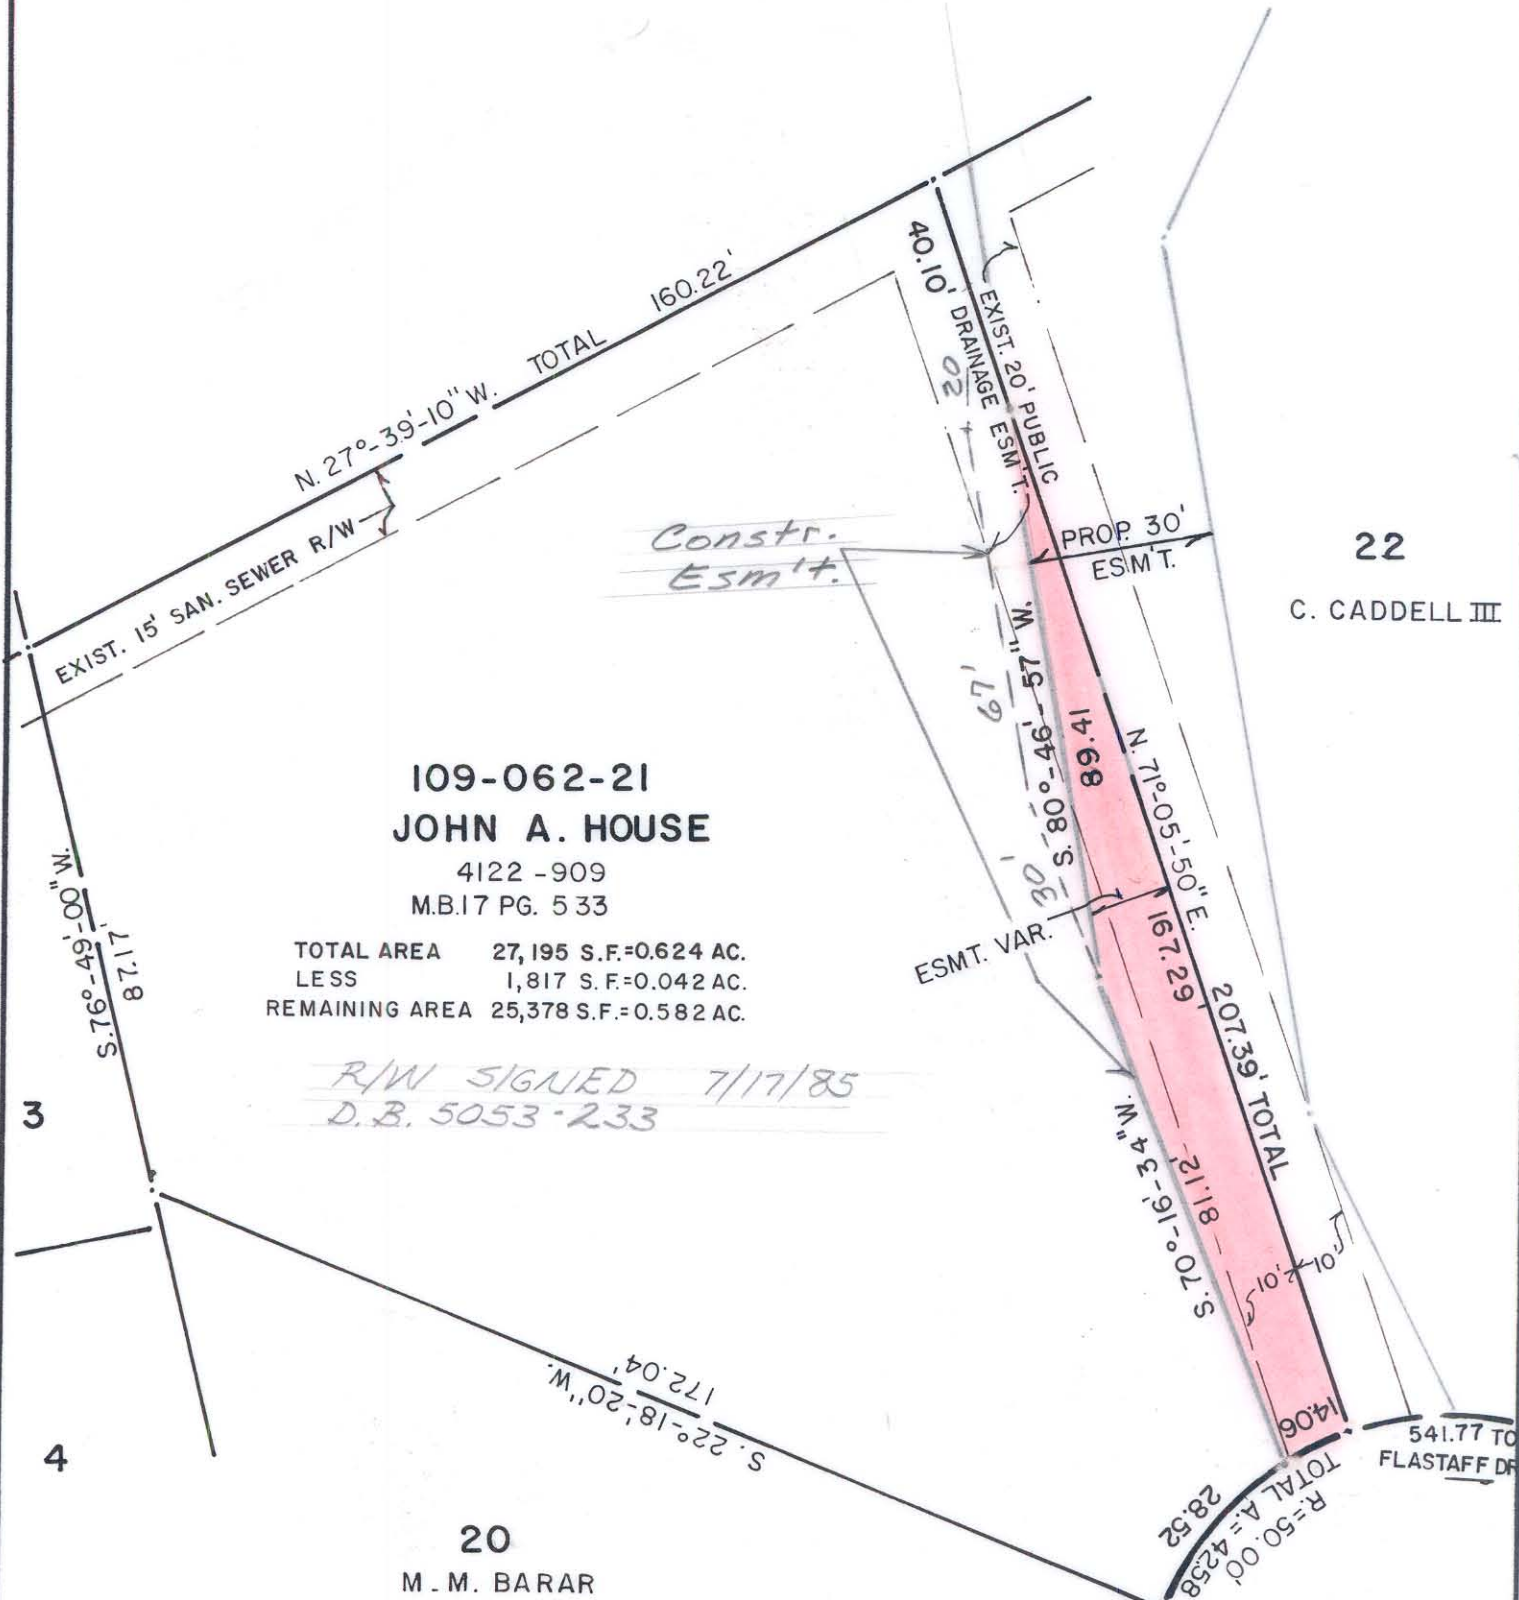 160.22'
TOTAL
N. 27°-39'-10" W.
EXIST. 15' SAN. SEWER R/W
40.10'
EXIST. 20' PUBLIC
DRAINAGE ESM'T.
20
Constr.
Esm't.
PROP. 30'
ESM'T.
22
C. CADDELL III
S. 80°-46'-57" W.
67'
89.41
30'
N. 71°-05'-50" E.
167.29'
207.39' TOTAL
ESMT. VAR.
109-062-21
JOHN A. HOUSE
4122-909
M.B.17 PG. 533
TOTAL AREA 27,195 S.F.=0.624 AC.
LESS 1,817 S.F.=0.042 AC.
REMAINING AREA 25,378 S.F.=0.582 AC.
R/W SIGNED 7/17/85
D.B. 5053-233
S. 76°-49'-00" W.
87.17'
3
S. 70°-16'-34" W.
81.12'
10'
10'
14.06
541.77 TO
FLASTAFF DR
S. 22°-18'-20" W.
172.04'
28.52
TOTAL A.= 42.58
R.=50.00'
4
20
M.M. BARAR